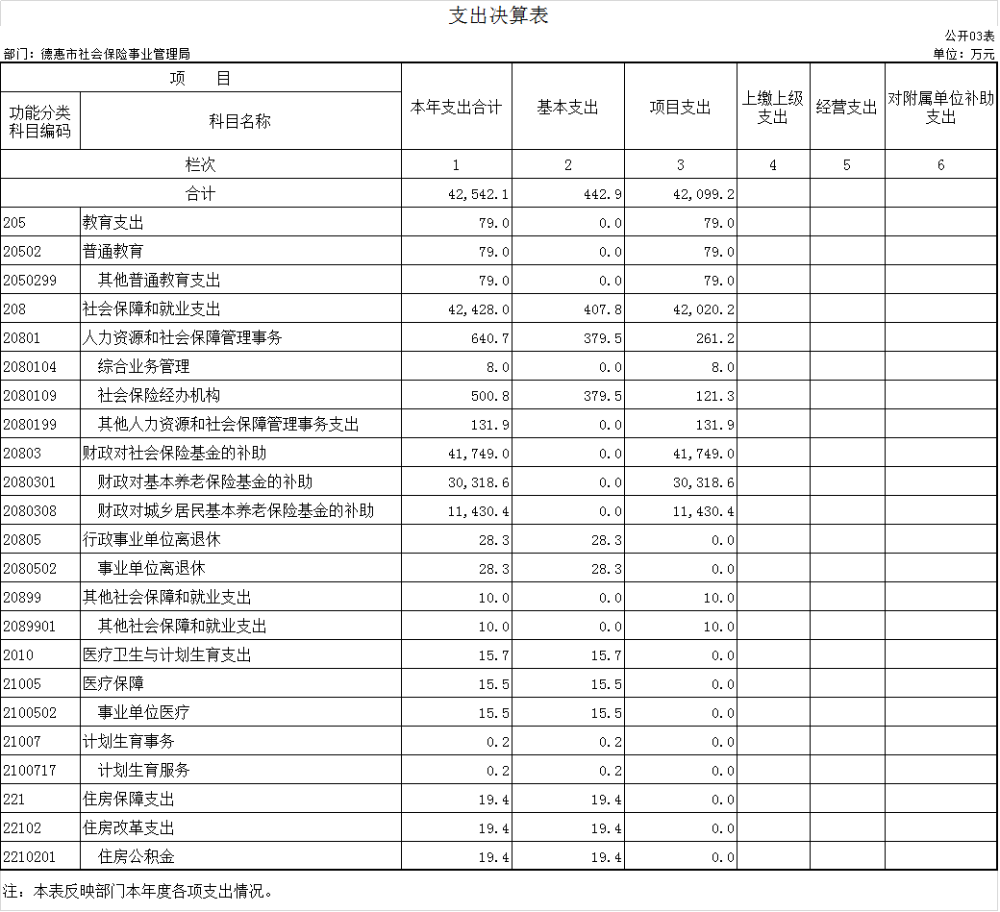 支出决算表
公开03表
部门：德惠市社会保险事业管理局 单位：万元
项 目 本年支出合计 基本支出 项目支出 上缴上级支出 经营支出 对附属单位补助支出
功能分类科目编码 科目名称
栏次 1 2 3 4 5 6
合计 42,542.1 442.9 42,099.2
205 教育支出 79.0 0.0 79.0
20502 普通教育 79.0 0.0 79.0
2050299 其他普通教育支出 79.0 0.0 79.0
208 社会保障和就业支出 42,428.0 407.8 42,020.2
20801 人力资源和社会保障管理事务 640.7 379.5 261.2
2080104 综合业务管理 8.0 0.0 8.0
2080109 社会保险经办机构 500.8 379.5 121.3
2080199 其他人力资源和社会保障管理事务支出 131.9 0.0 131.9
20803 财政对社会保险基金的补助 41,749.0 0.0 41,749.0
2080301 财政对基本养老保险基金的补助 30,318.6 0.0 30,318.6
2080308 财政对城乡居民基本养老保险基金的补助 11,430.4 0.0 11,430.4
20805 行政事业单位离退休 28.3 28.3 0.0
2080502 事业单位离退休 28.3 28.3 0.0
20899 其他社会保障和就业支出 10.0 0.0 10.0
2089901 其他社会保障和就业支出 10.0 0.0 10.0
2010 医疗卫生与计划生育支出 15.7 15.7 0.0
21005 医疗保障 15.5 15.5 0.0
2100502 事业单位医疗 15.5 15.5 0.0
21007 计划生育事务 0.2 0.2 0.0
2100717 计划生育服务 0.2 0.2 0.0
221 住房保障支出 19.4 19.4 0.0
22102 住房改革支出 19.4 19.4 0.0
2210201 住房公积金 19.4 19.4 0.0
注：本表反映部门本年度各项支出情况。